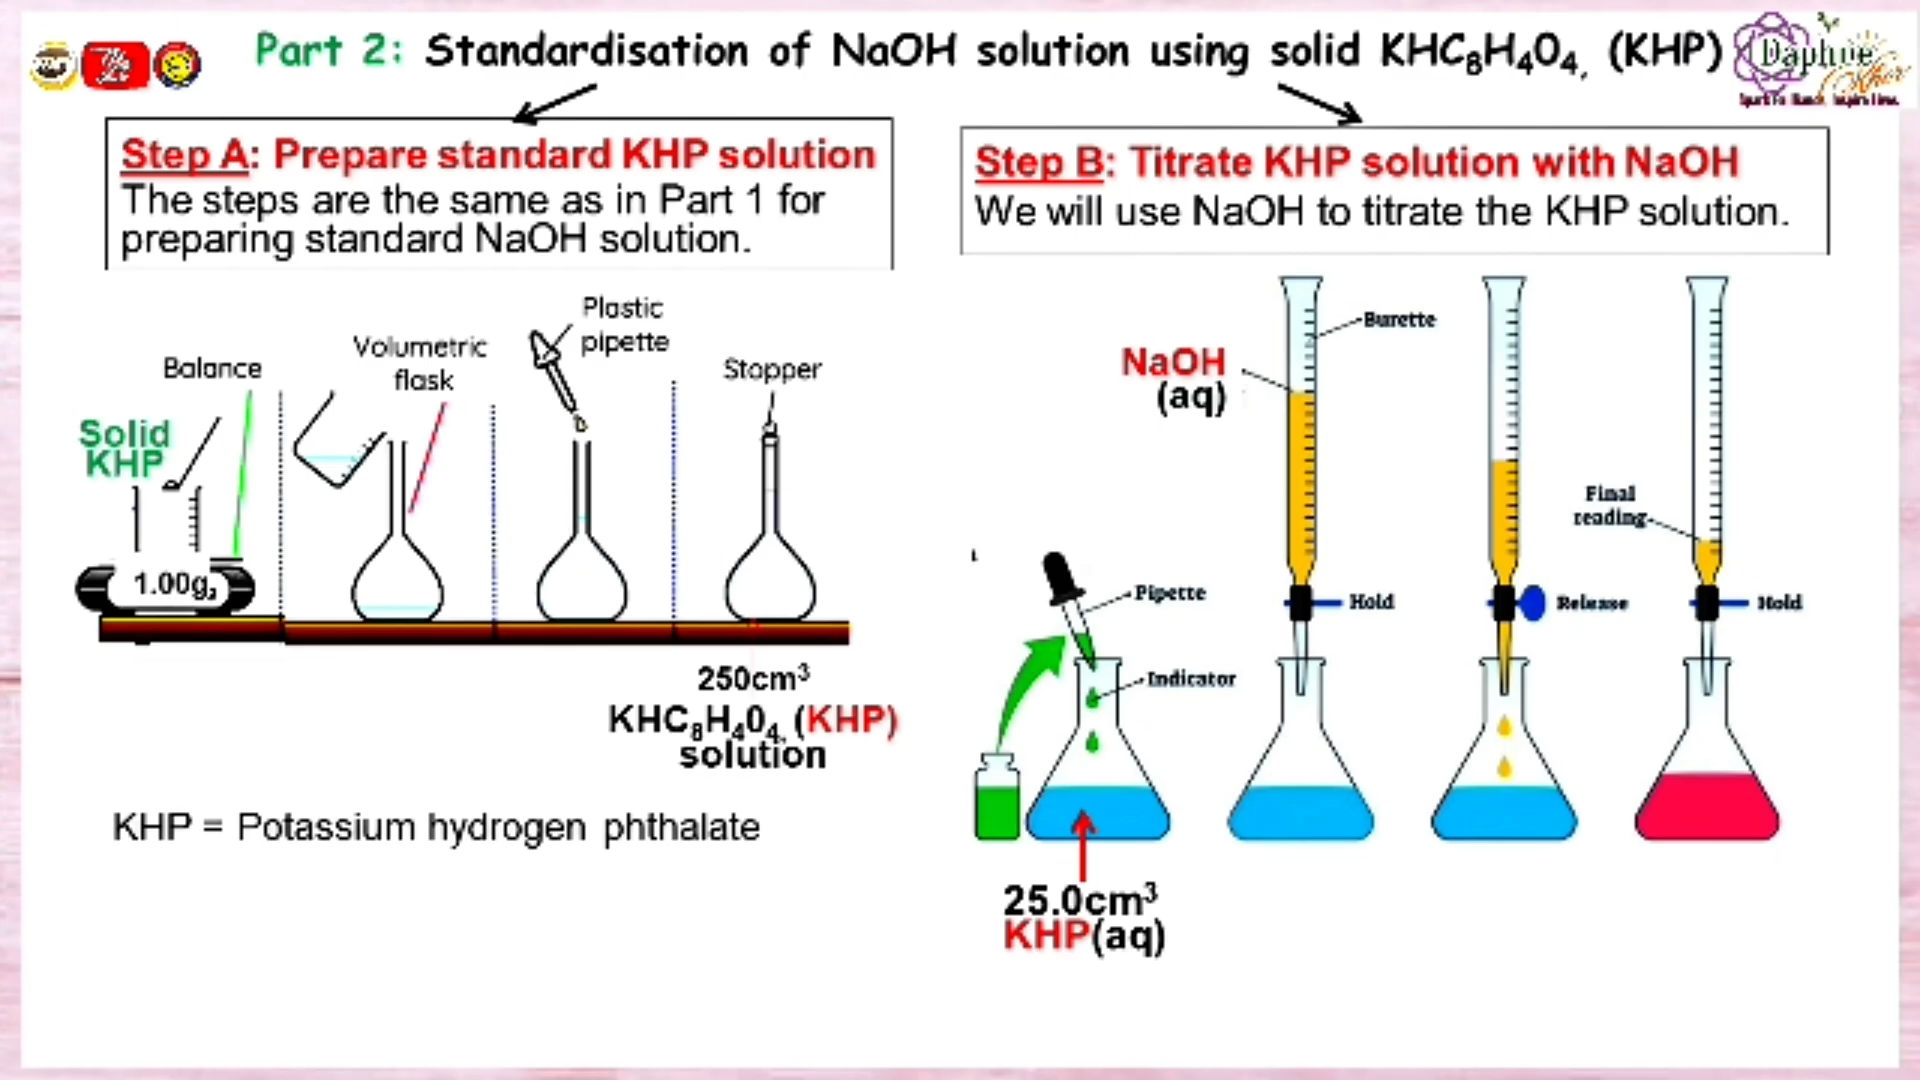 Part 2: Standardisation of NaOH solution using solid KHC8H4O4, (KHP)
Daphne
Khor
Step A: Prepare standard KHP solution
The steps are the same as in Part 1 for
preparing standard NaOH solution.
Step B: Titrate KHP solution with NaOH
We will use NaOH to titrate the KHP solution.
Balance
Volumetric
flask
Plastic
pipette
Stopper
Solid
KHP
1.00g
250cm³
KHC8H4O4, (KHP)
solution
KHP = Potassium hydrogen phthalate
NaOH
(aq)
Burette
Final
reading
Pipette
Hold
Release
Hold
Indicator
25.0cm³
KHP(aq)